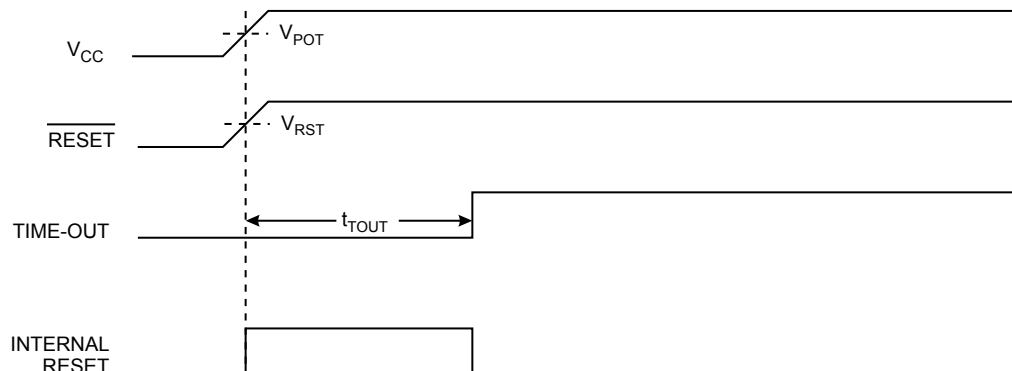 V_CC
V_POT
RESET
V_RST
TIME-OUT
t_TOUT
INTERNAL
RESET